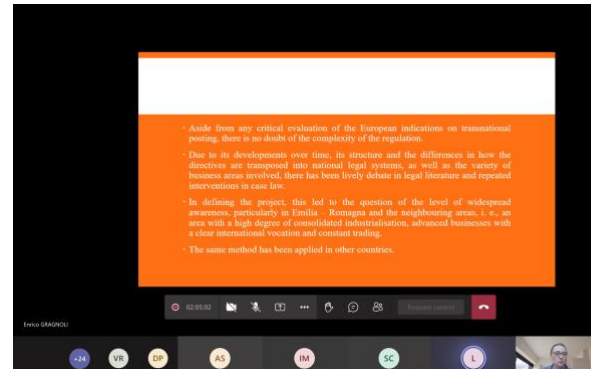 · Aside from any critical evaluation of the European indications on transnational
posting, there is no doubt of the complexity of the regulation.
· Due to its developments over time, its structure and the differences in how the
directives are transposed into national legal systems, as well as the variety of
business areas involved, there has been lively debate in legal literature and repeated
interventions in case law.
· In defining the project, this led to the question of the level of widespread
awareness, particularly in Emilia – Romagna and the neighbouring areas, i. e., an
area with a high degree of consolidated industrialisation, advanced businesses with
a clear international vocation and constant trading.
· The same method has been applied in other countries.
02:01:02
Request control
Enrico GRAGNOLI
+24
VR
DP
AS
IM
SC
L